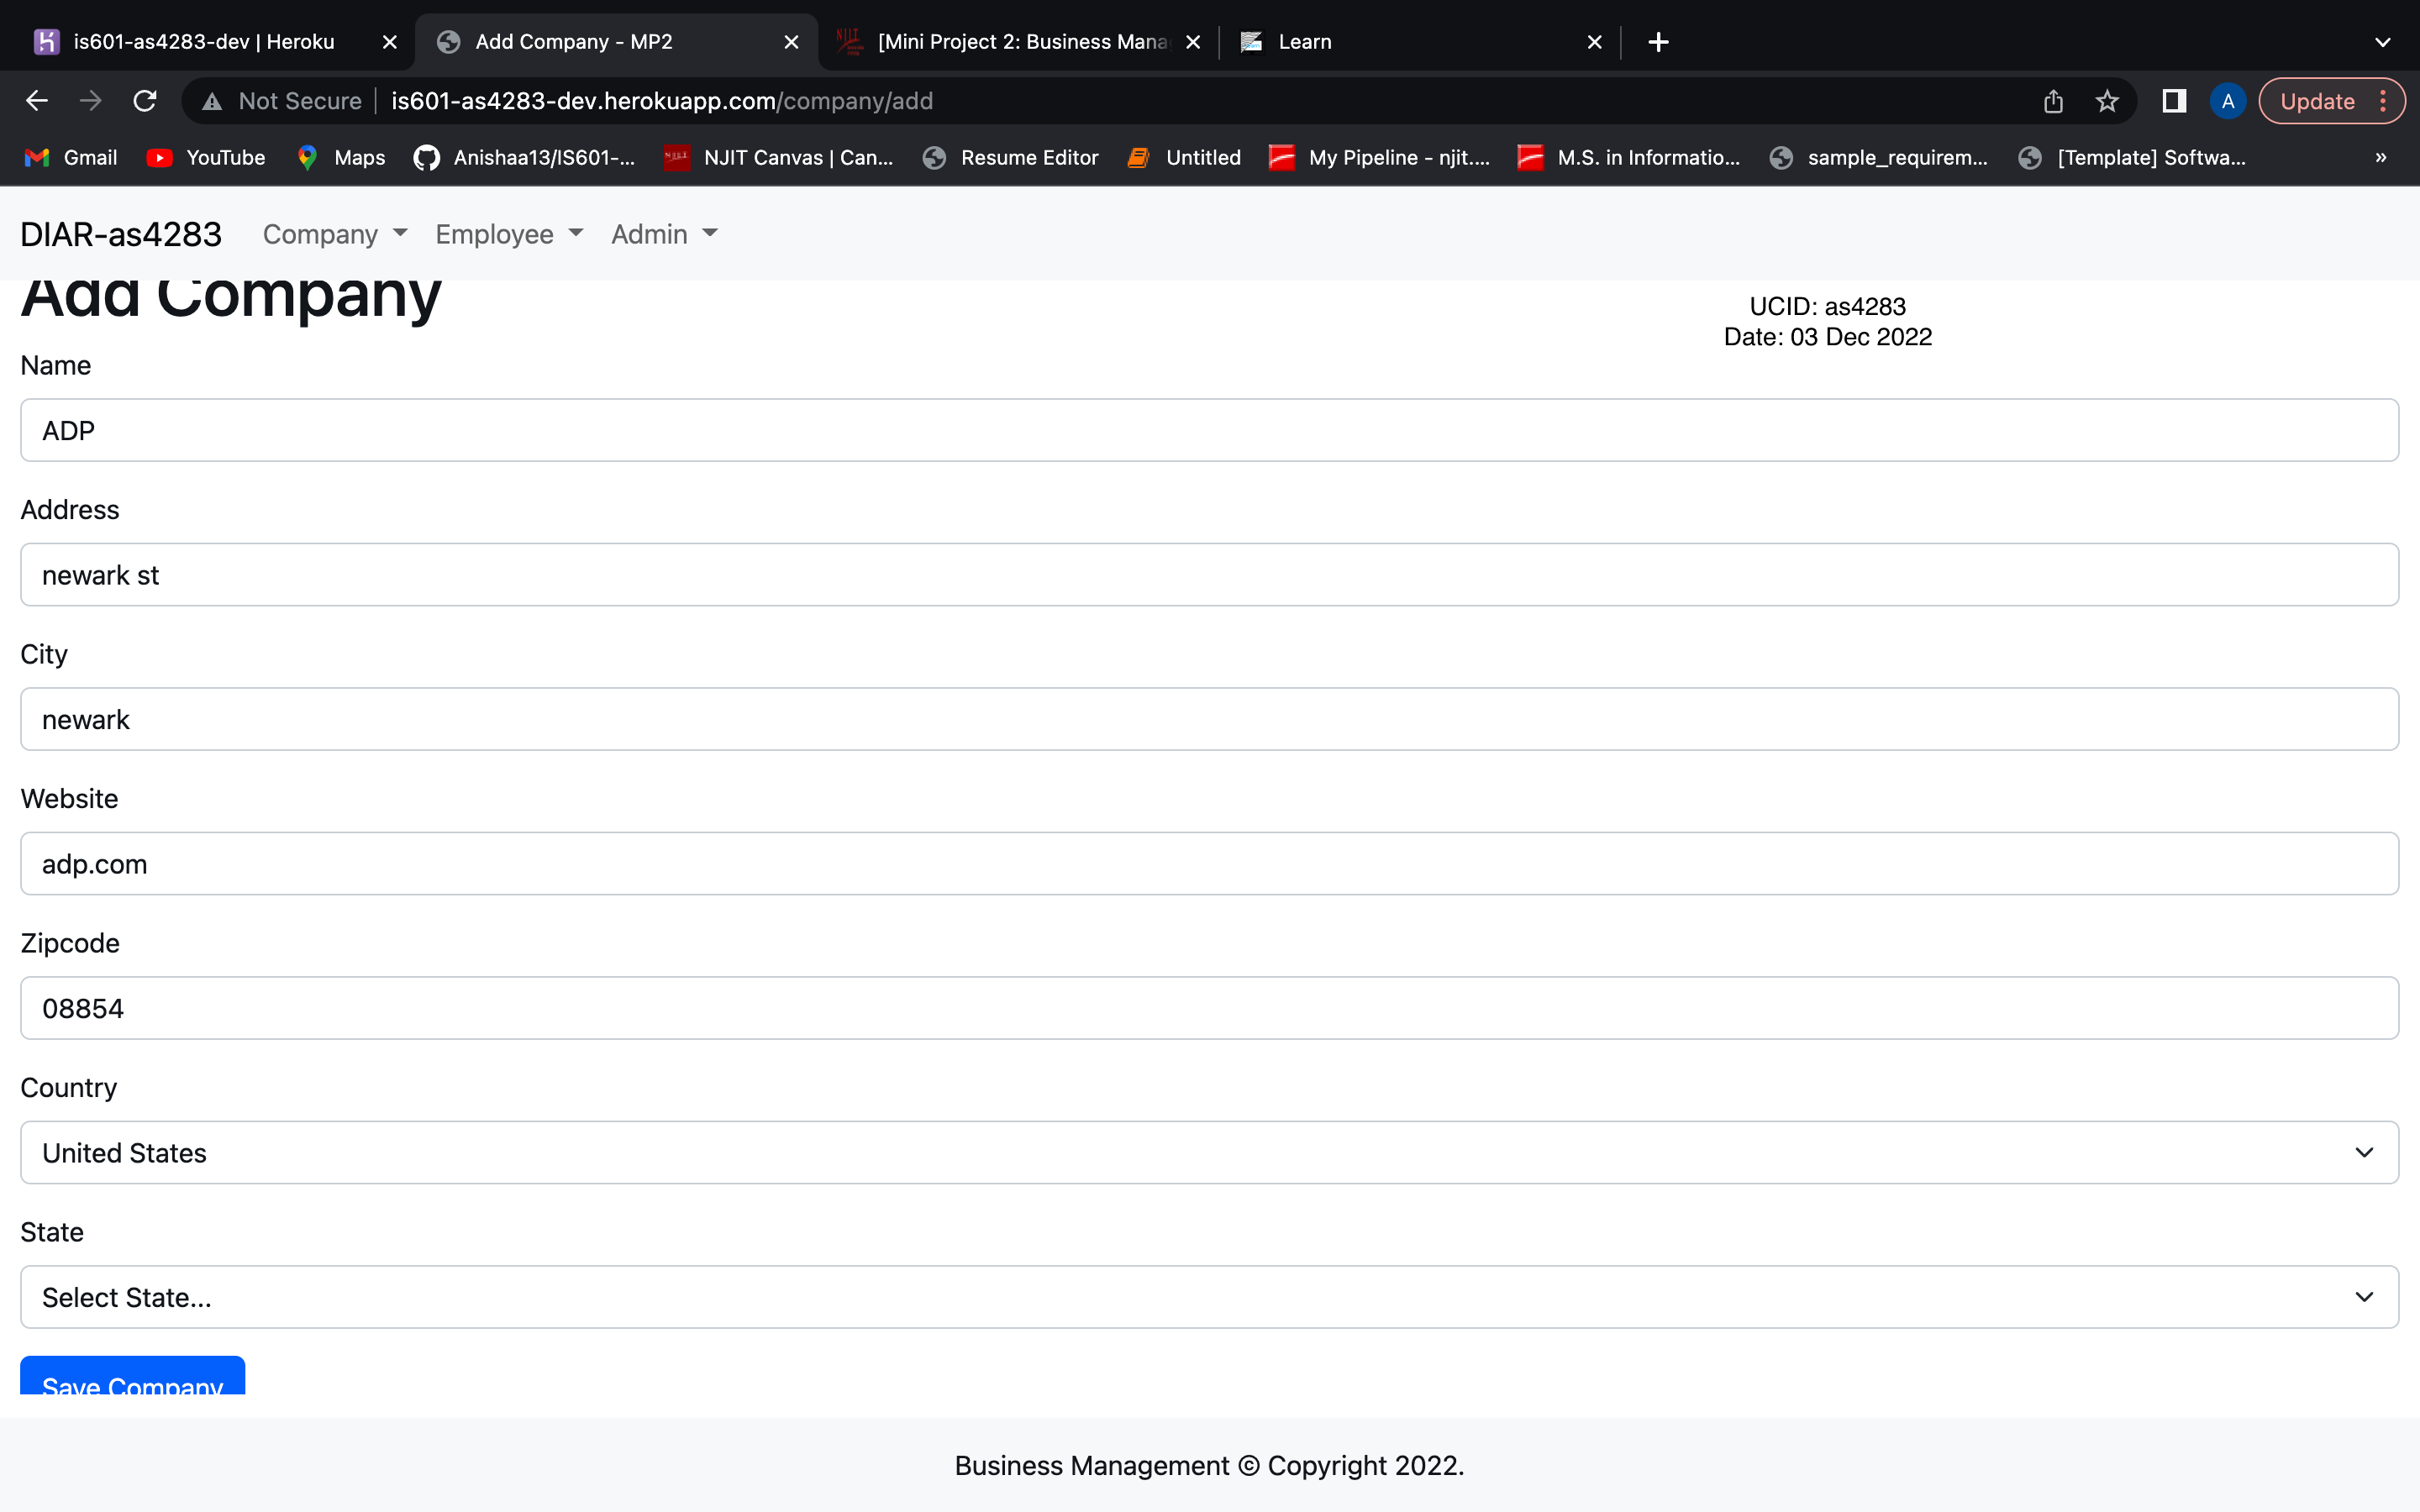 is601-as4283-dev | Heroku
Add Company - MP2
[Mini Project 2: Business Mana
Learn
Not Secure
is601-as4283-dev.herokuapp.com/company/add
A
Update
Gmail
YouTube
Maps
Anishaa13/IS601-...
NJIT Canvas | Can...
Resume Editor
Untitled
My Pipeline - njit....
M.S. in Informatio...
sample_requirem...
[Template] Softwa...
»
DIAR-as4283
Company
Employee
Admin
Add Company
UCID: as4283
Date: 03 Dec 2022
Name
ADP
Address
newark st
City
newark
Website
adp.com
Zipcode
08854
Country
United States
State
Select State...
Save Company
Business Management © Copyright 2022.